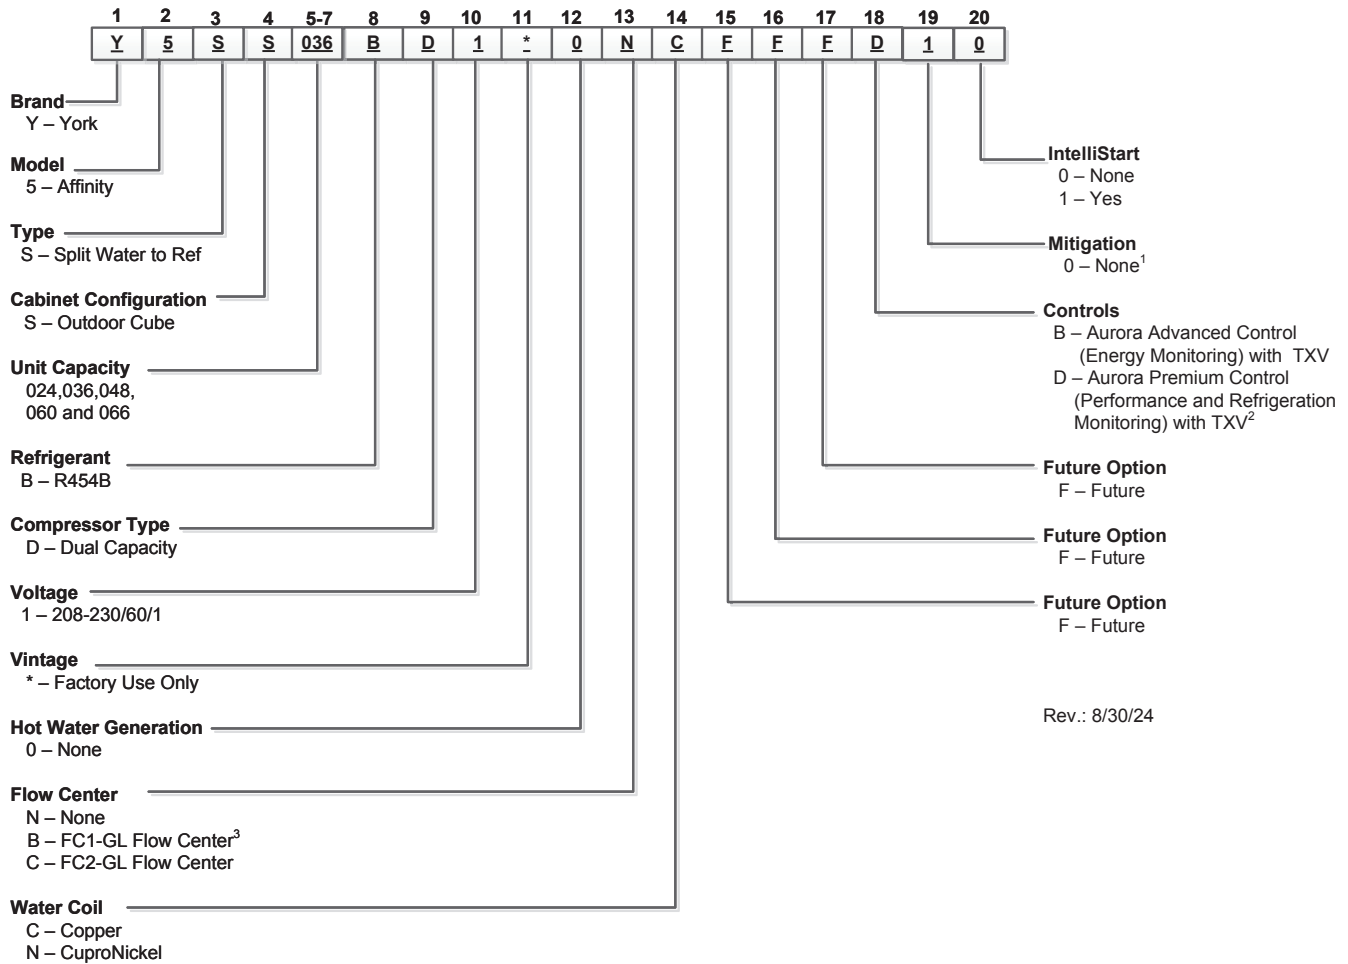 1 2 3 4 5-7 8 9 10 11 12 13 14 15 16 17 18 19 20
Y 5 S S 036 B D 1 * 0 N C F F F D 1 0
Brand
Y – York
Model
5 – Affinity
Type
S – Split Water to Ref
Cabinet Configuration
S – Outdoor Cube
Unit Capacity
024,036,048,
060 and 066
Refrigerant
B – R454B
Compressor Type
D – Dual Capacity
Voltage
1 – 208-230/60/1
Vintage
* – Factory Use Only
Hot Water Generation
0 – None
Flow Center
N – None
B – FC1-GL Flow Center3
C – FC2-GL Flow Center
Water Coil
C – Copper
N – CuproNickel
IntelliStart
0 – None
1 – Yes
Mitigation
0 – None1
Controls
B – Aurora Advanced Control
(Energy Monitoring) with TXV
D – Aurora Premium Control
(Performance and Refrigeration
Monitoring) with TXV2
Future Option
F – Future
Future Option
F – Future
Future Option
F – Future
Rev.: 8/30/24